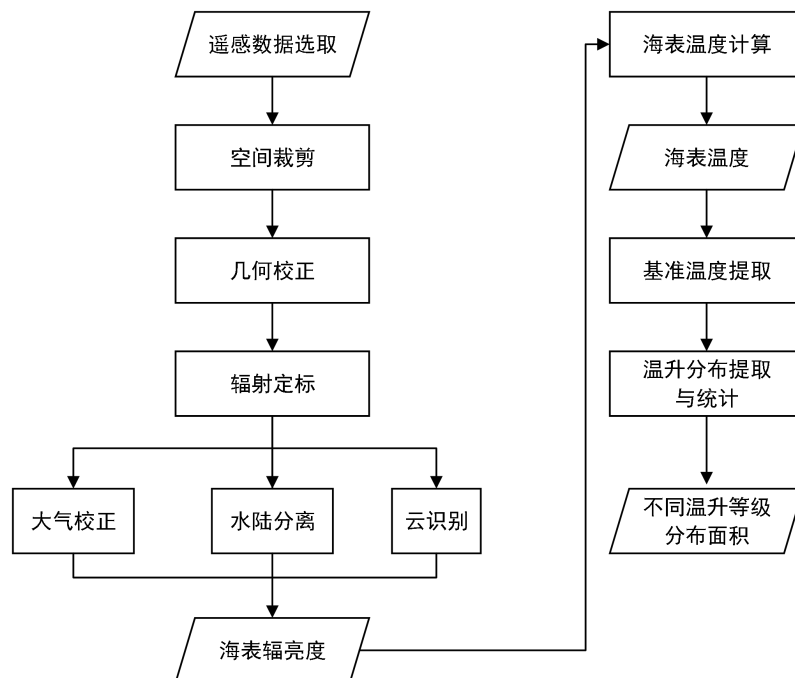 遥感数据选取
空间裁剪
几何校正
辐射定标
大气校正
水陆分离
云识别
海表辐亮度
海表温度计算
海表温度
基准温度提取
温升分布提取
与统计
不同温升等级
分布面积